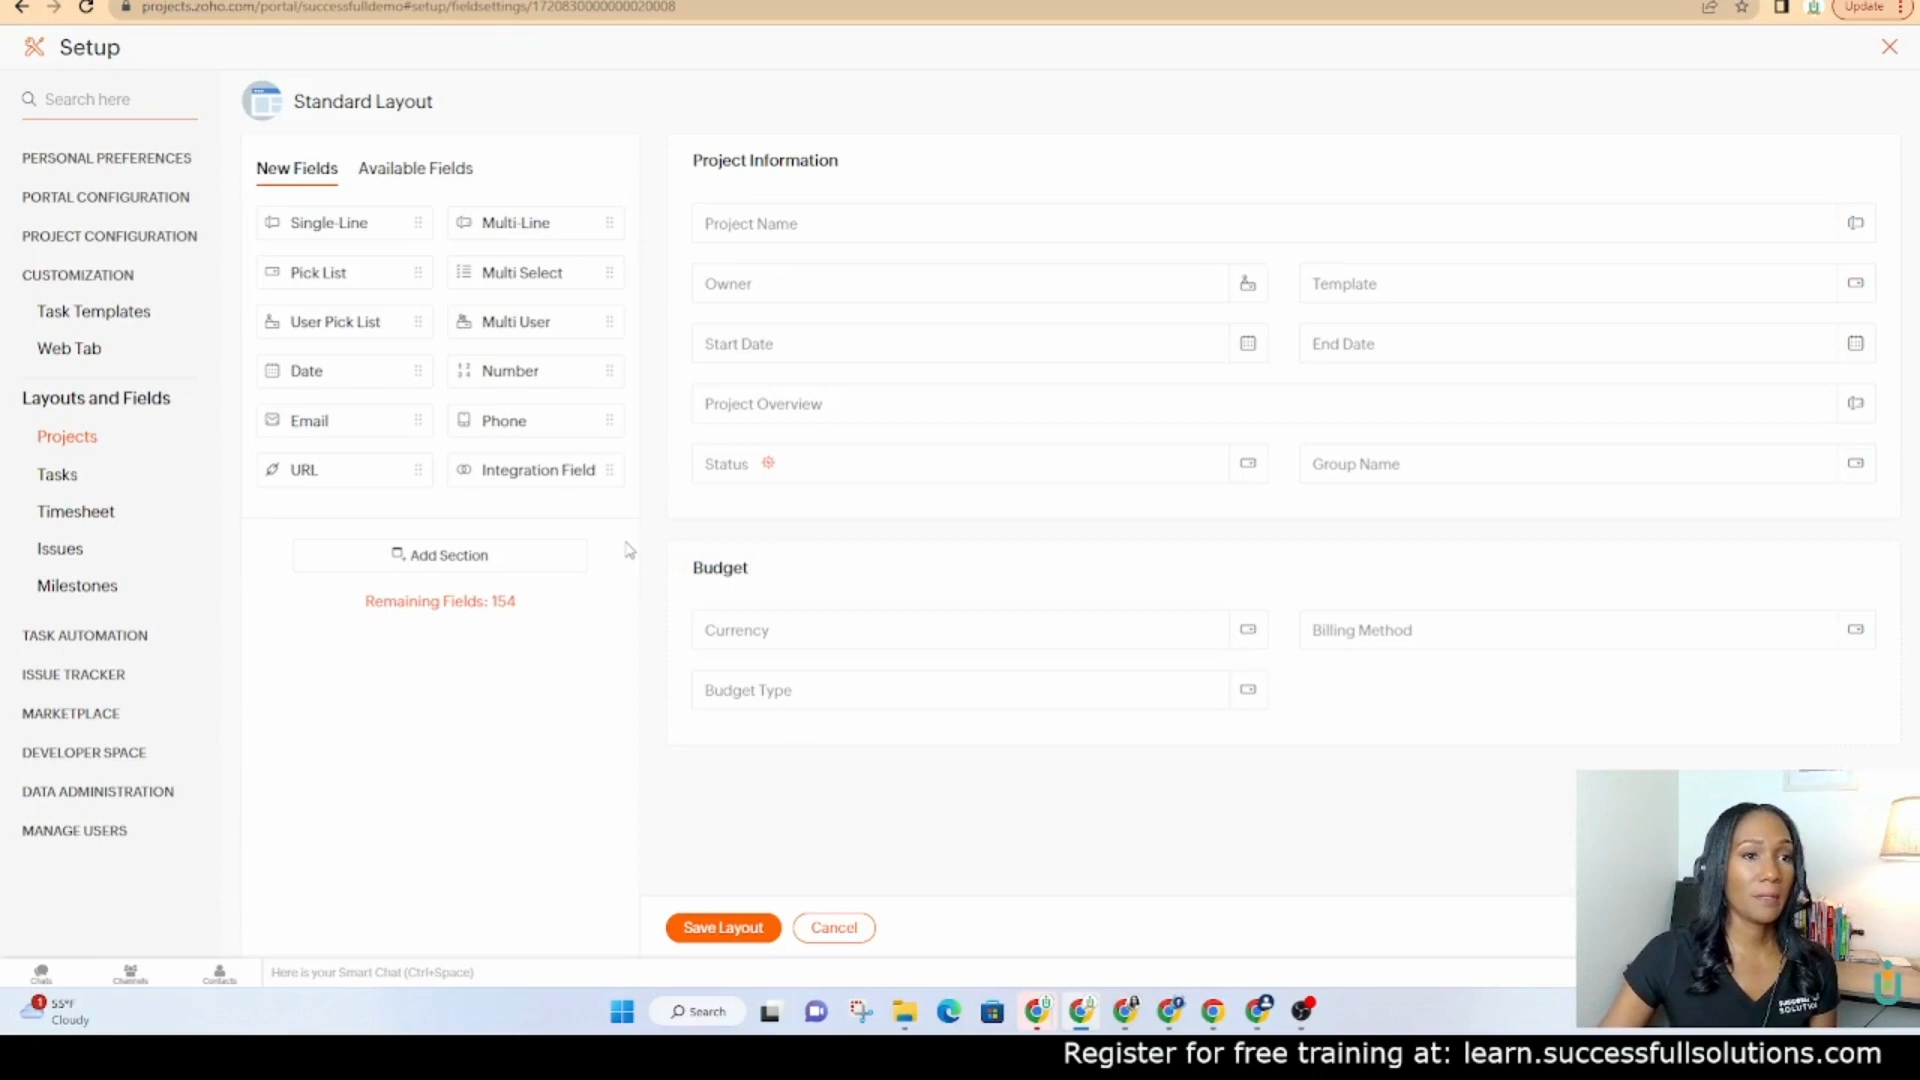 projects.zoho.com/portal/successfulldemo#setup/fieldsettings/1720830000000020008
Update
Setup
Search here
PERSONAL PREFERENCES
PORTAL CONFIGURATION
PROJECT CONFIGURATION
CUSTOMIZATION
Task Templates
Web Tab
Layouts and Fields
Projects
Tasks
Timesheet
Issues
Milestones
TASK AUTOMATION
ISSUE TRACKER
MARKETPLACE
DEVELOPER SPACE
DATA ADMINISTRATION
MANAGE USERS
Standard Layout
New Fields Available Fields
Single-Line Multi-Line
Pick List Multi Select
User Pick List Multi User
Date Number
Email Phone
URL Integration Field
Add Section
Remaining Fields: 154
Project Information
Project Name
Owner Template
Start Date End Date
Project Overview
Status Group Name
Budget
Currency Billing Method
Budget Type
Save Layout Cancel
Chats Channels Contacts Here is your Smart Chat (Ctrl+Space)
1 55°F
Cloudy
Search
Register for free training at: learn.successfullsolutions.com